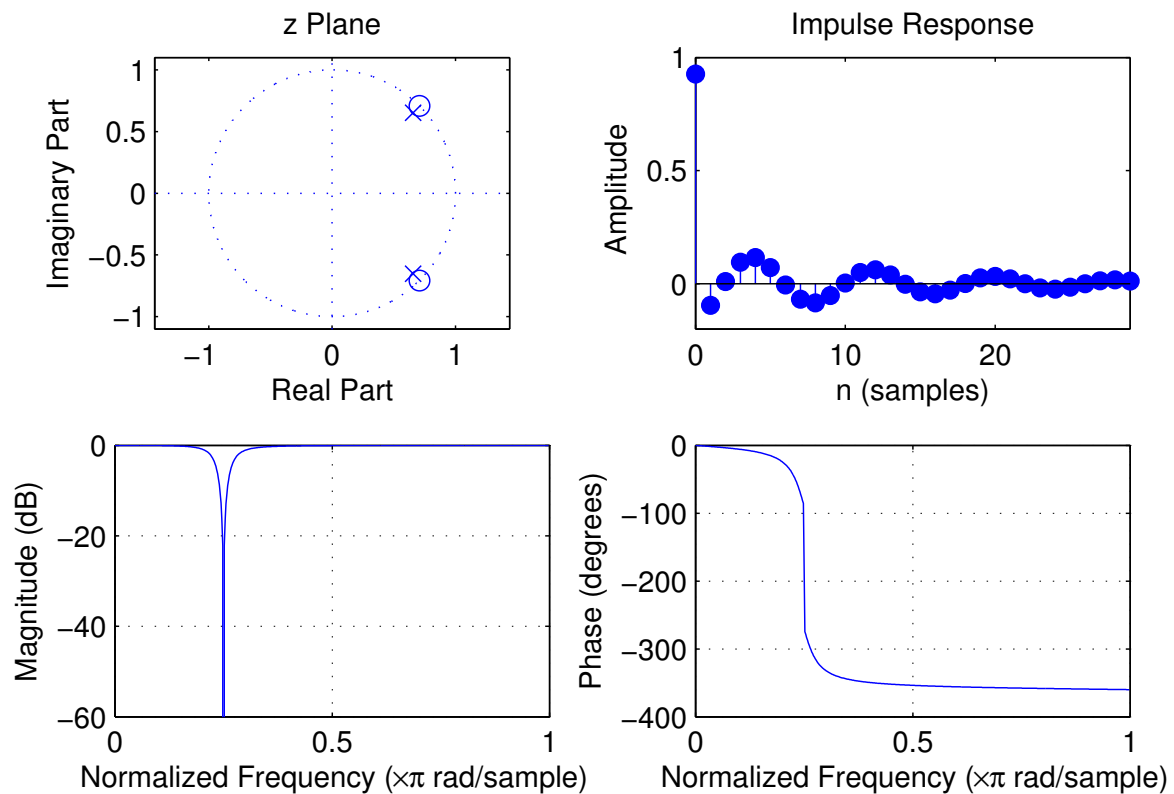 z Plane
1
0.5
0
−0.5
−1
Imaginary Part
−1
0
1
Real Part
Impulse Response
1
0.5
0
Amplitude
0
10
20
n (samples)
0
−20
−40
−60
Magnitude (dB)
0
0.5
1
Normalized Frequency (×π rad/sample)
0
−100
−200
−300
−400
Phase (degrees)
0
0.5
1
Normalized Frequency (×π rad/sample)